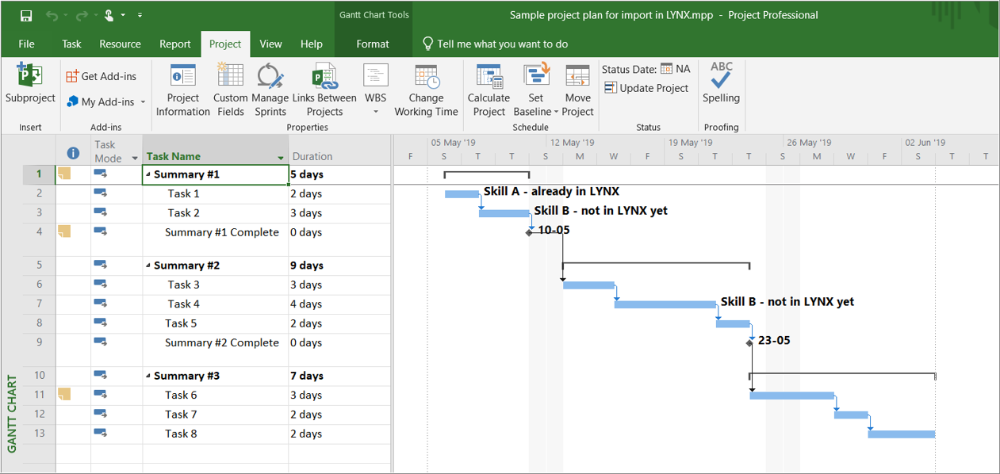 Gantt Chart Tools
Sample project plan for import in LYNX.mpp - Project Professional
File Task Resource Report Project View Help Format Tell me what you want to do
Subproject
Insert
Get Add-ins
My Add-ins
Add-ins
Project Information
Custom Fields
Manage Sprints
Links Between Projects
WBS
Change Working Time
Properties
Calculate Project
Set Baseline
Move Project
Schedule
Status Date: NA
Update Project
Status
ABC
Spelling
Proofing
Task Mode Task Name Duration
05 May '19 12 May '19 19 May '19 26 May '19 02 Jun '19
F S T T S M W F S T T S M W F S T T
1 Summary #1 5 days
2 Task 1 2 days Skill A - already in LYNX
3 Task 2 3 days Skill B - not in LYNX yet
4 Summary #1 Complete 0 days 10-05
5 Summary #2 9 days
6 Task 3 3 days
7 Task 4 4 days Skill B - not in LYNX yet
8 Task 5 2 days
9 Summary #2 Complete 0 days 23-05
10 Summary #3 7 days
11 Task 6 3 days
12 Task 7 2 days
13 Task 8 2 days
GANTT CHART